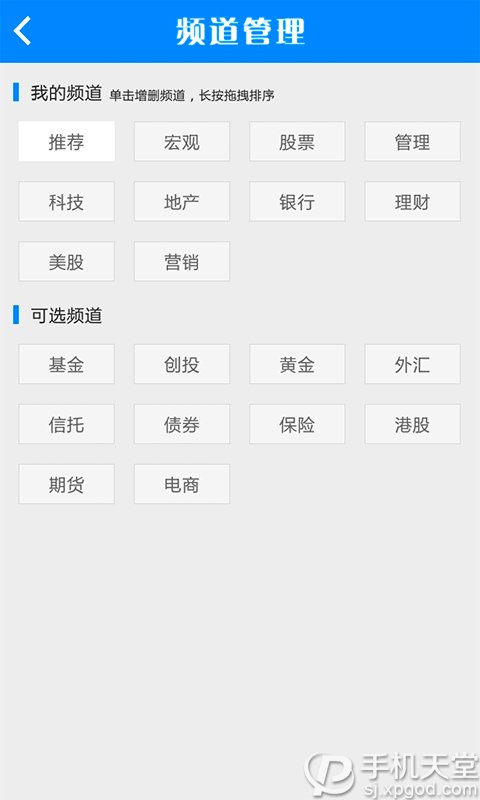 频道管理
我的频道 单击增删频道，长按拖拽排序
推荐 宏观 股票 管理
科技 地产 银行 理财
美股 营销
可选频道
基金 创投 黄金 外汇
信托 债券 保险 港股
期货 电商
手机天堂
sj.xpgod.com